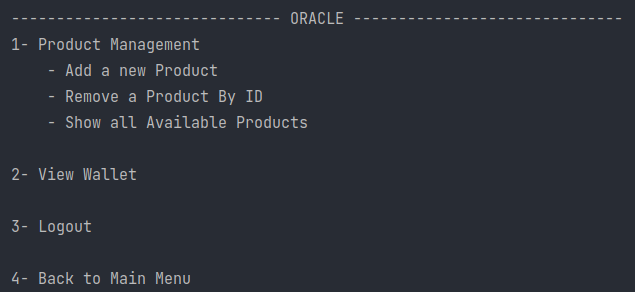 ------------------------------ ORACLE ------------------------------
1- Product Management
    - Add a new Product
    - Remove a Product By ID
    - Show all Available Products
2- View Wallet
3- Logout
4- Back to Main Menu